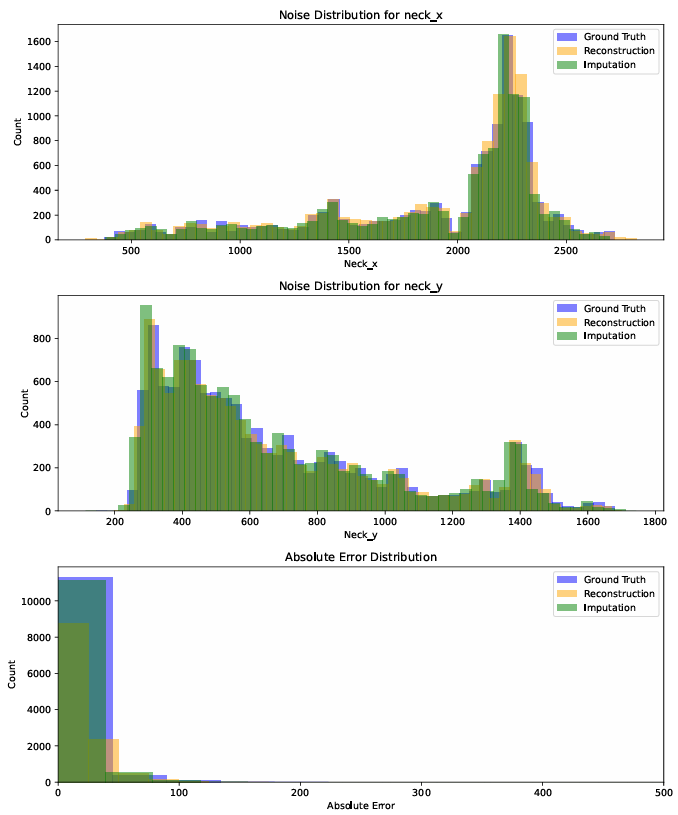 Noise Distribution for neck_x
1600
1400
1200
1000
800
600
400
200
0
Count
Ground Truth
Reconstruction
Imputation
500 1000 1500 2000 2500
Neck_x
Noise Distribution for neck_y
800
600
400
200
0
Count
Ground Truth
Reconstruction
Imputation
200 400 600 800 1000 1200 1400 1600 1800
Neck_y
Absolute Error Distribution
10000
8000
6000
4000
2000
0
Count
Ground Truth
Reconstruction
Imputation
0 100 200 300 400 500
Absolute Error